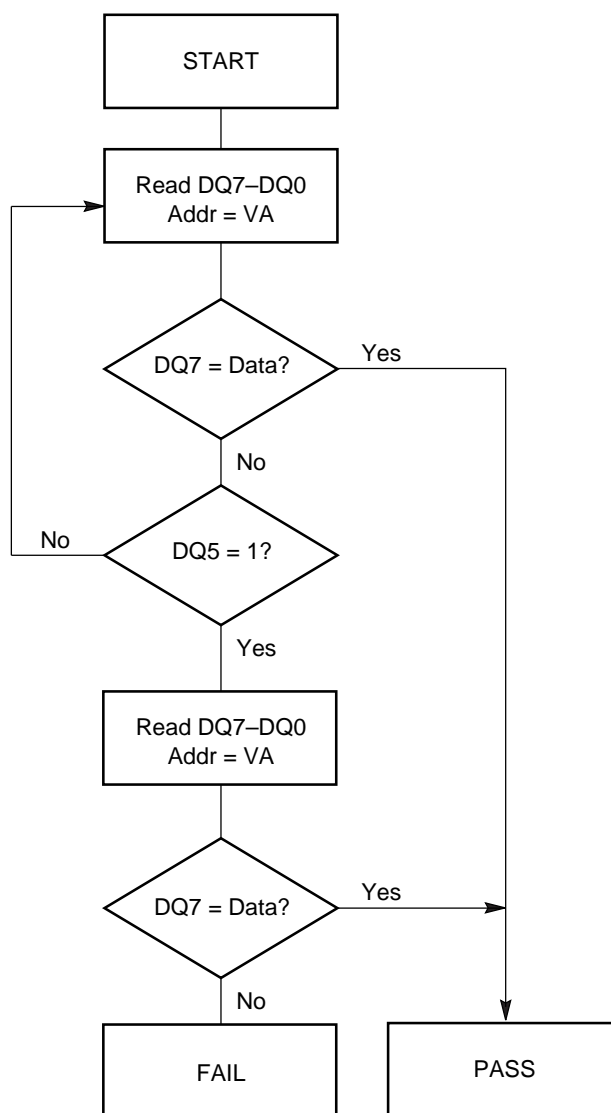 START
Read DQ7–DQ0
Addr = VA
DQ7 = Data?
Yes
No
No
DQ5 = 1?
Yes
Read DQ7–DQ0
Addr = VA
DQ7 = Data?
Yes
No
FAIL
PASS